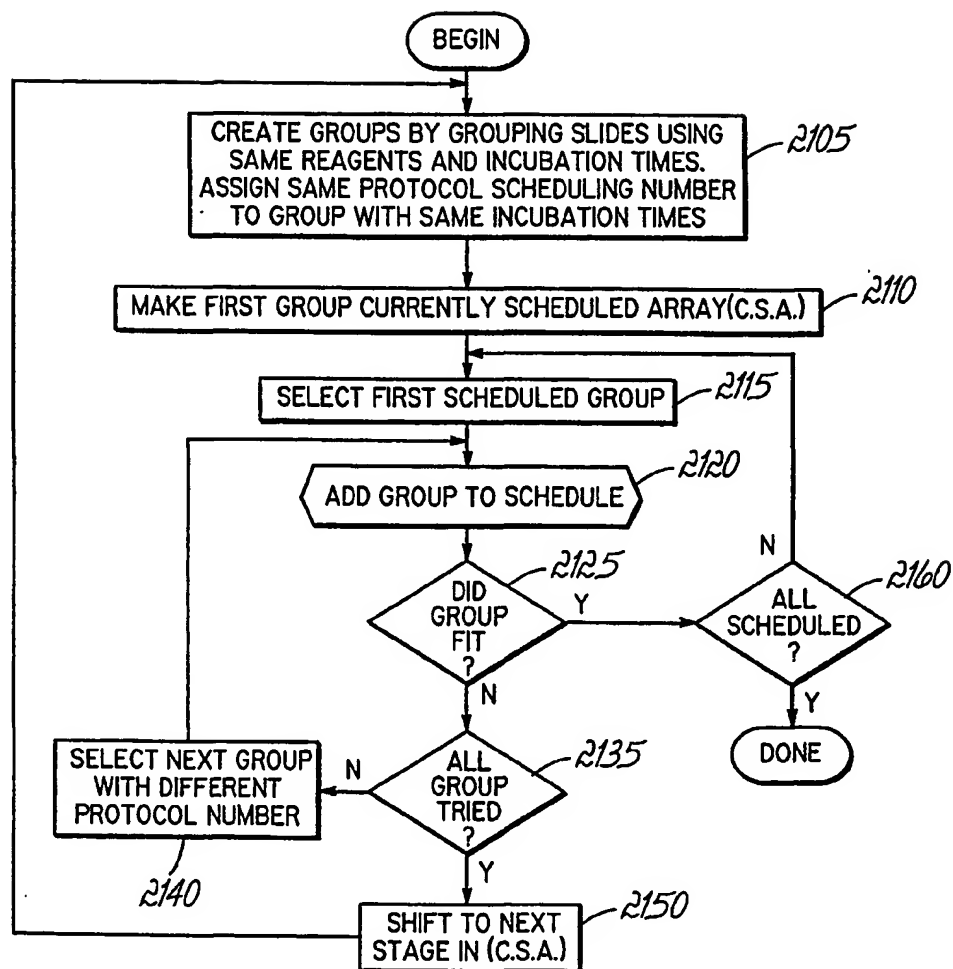 BEGIN
CREATE GROUPS BY GROUPING SLIDES USING
SAME REAGENTS AND INCUBATION TIMES.
ASSIGN SAME PROTOCOL SCHEDULING NUMBER
TO GROUP WITH SAME INCUBATION TIMES
2105
MAKE FIRST GROUP CURRENTLY SCHEDULED ARRAY(C.S.A.)
2110
SELECT FIRST SCHEDULED GROUP
2115
ADD GROUP TO SCHEDULE
2120
DID
GROUP
FIT
?
2125
Y
N
ALL
SCHEDULED
?
2160
N
Y
DONE
ALL
GROUP
TRIED
?
2135
N
Y
SELECT NEXT GROUP
WITH DIFFERENT
PROTOCOL NUMBER
2140
SHIFT TO NEXT
STAGE IN (C.S.A.)
2150